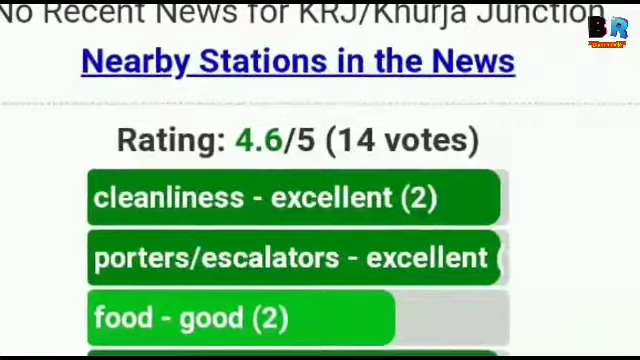 No Recent News for KRJ/Khurja Junction
BR
Nearby Stations in the News
Rating: 4.6/5 (14 votes)
cleanliness - excellent (2)
porters/escalators - excellent (
food - good (2)